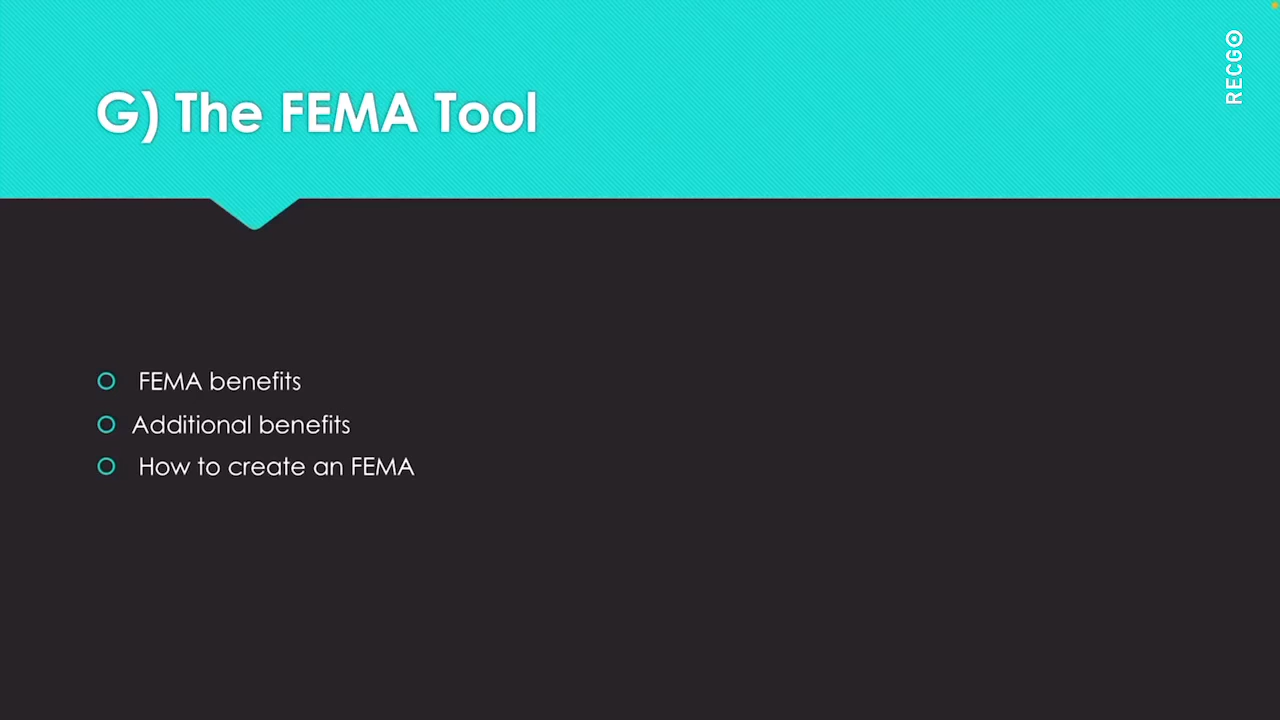 G) The FEMA Tool
RECGO
FEMA benefits
Additional benefits
How to create an FEMA